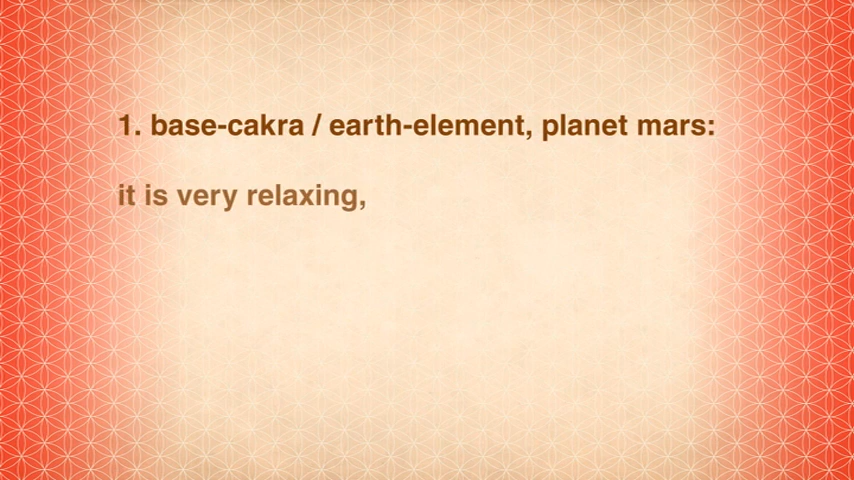 1. base-cakra / earth-element, planet mars:
it is very relaxing,